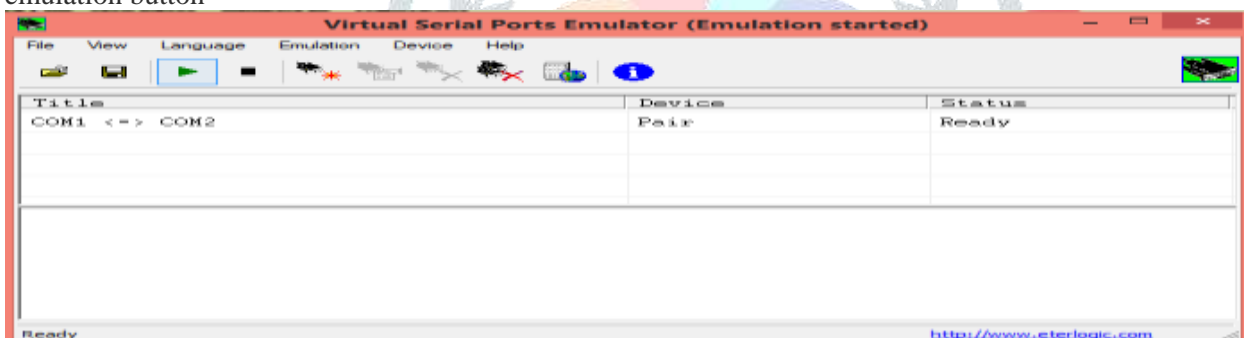 emulation button
Virtual Serial Ports Emulator (Emulation started)
File View Language Emulation Device Help
Title Device Status
COM1 <=> COM2 Pair Ready
Ready http://www.eterlogic.com